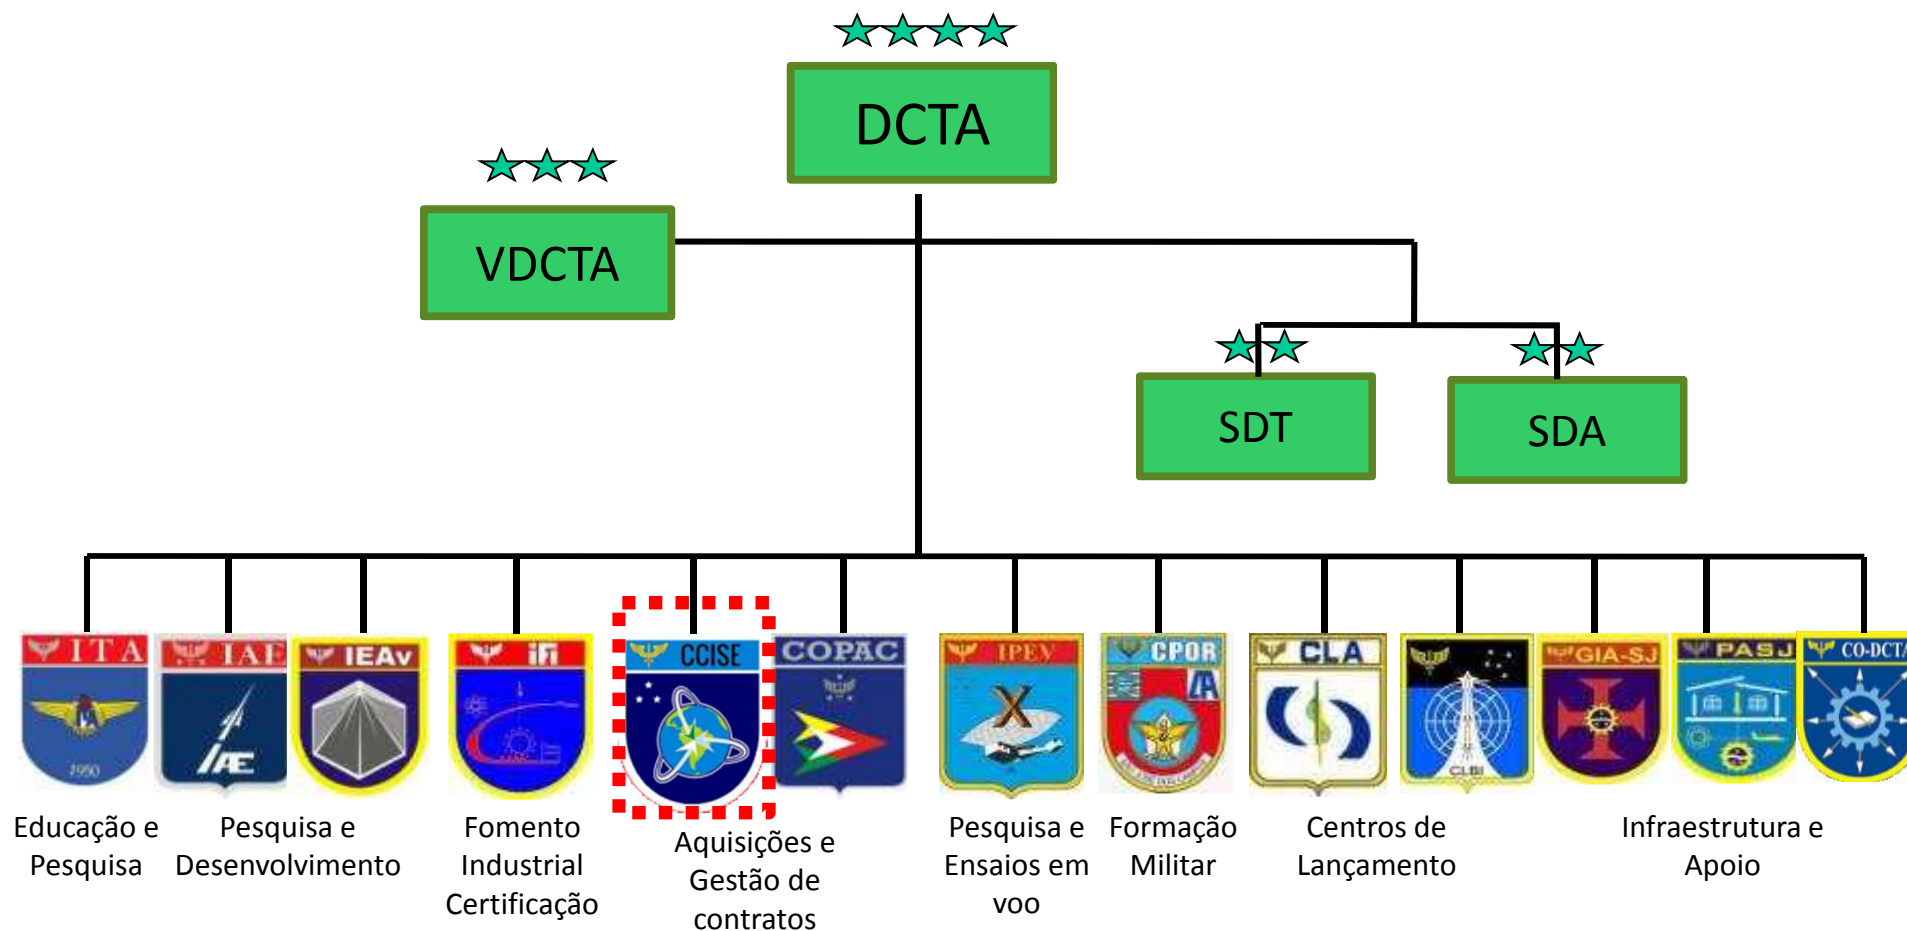 DCTA
VDCTA
SDT
SDA
ITA
1950
IAE
IAE
IEAv
ifi
CCISE
COPAC
IPEV
X
CPOR
CLA
CLBI
GIA-SJ
PASJ
CO-DCTA
Educação e
Pesquisa
Pesquisa e
Desenvolvimento
Fomento
Industrial
Certificação
Aquisições e
Gestão de
contratos
Pesquisa e
Ensaios em
voo
Formação
Militar
Centros de
Lançamento
Infraestrutura e
Apoio